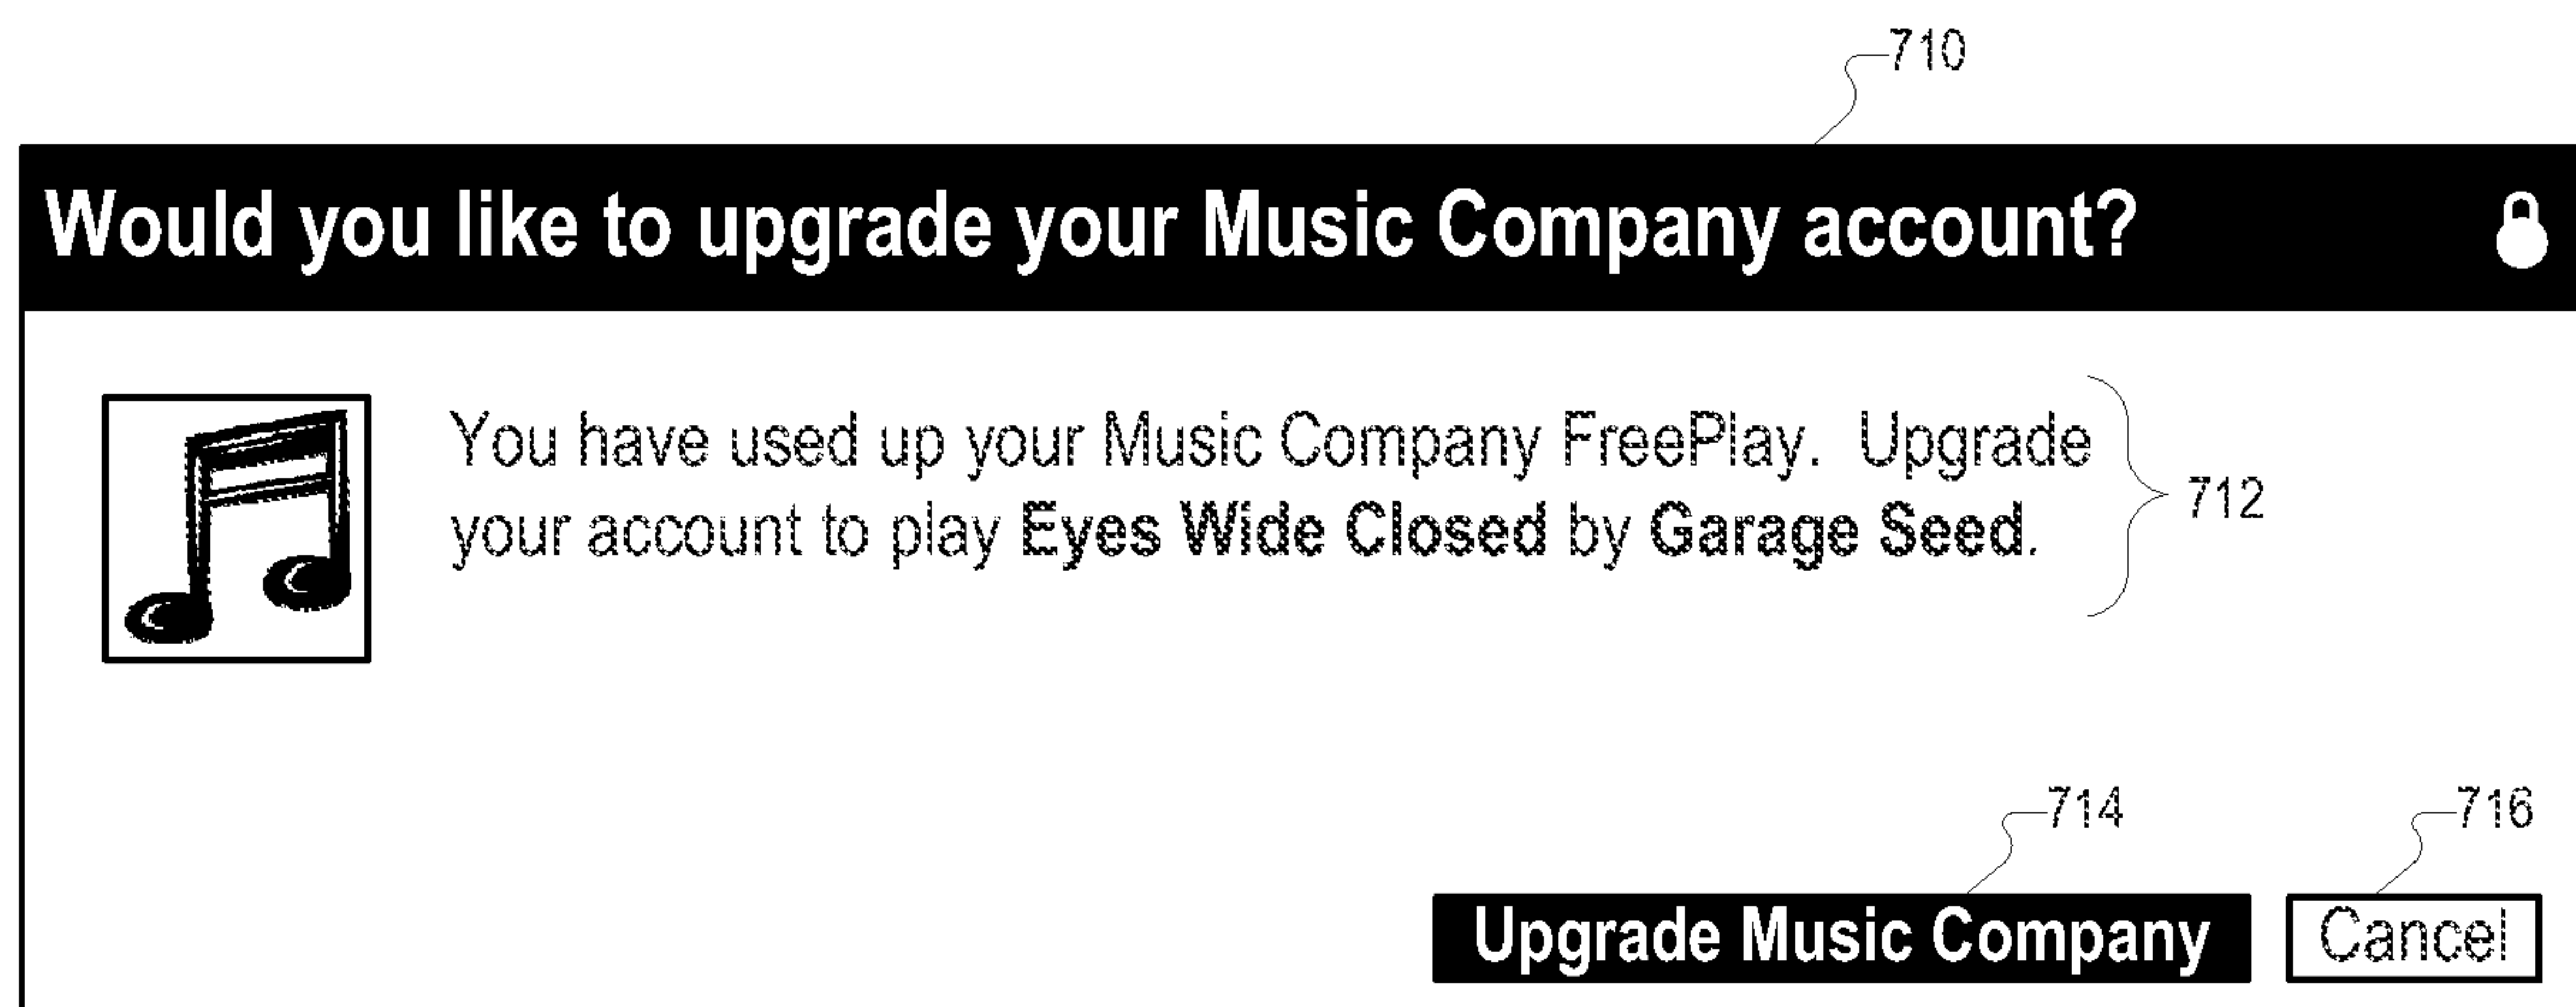 710
Would you like to upgrade your Music Company account?
You have used up your Music Company FreePlay. Upgrade
your account to play Eyes Wide Closed by Garage Seed.
712
714
716
Upgrade Music Company
Cancel